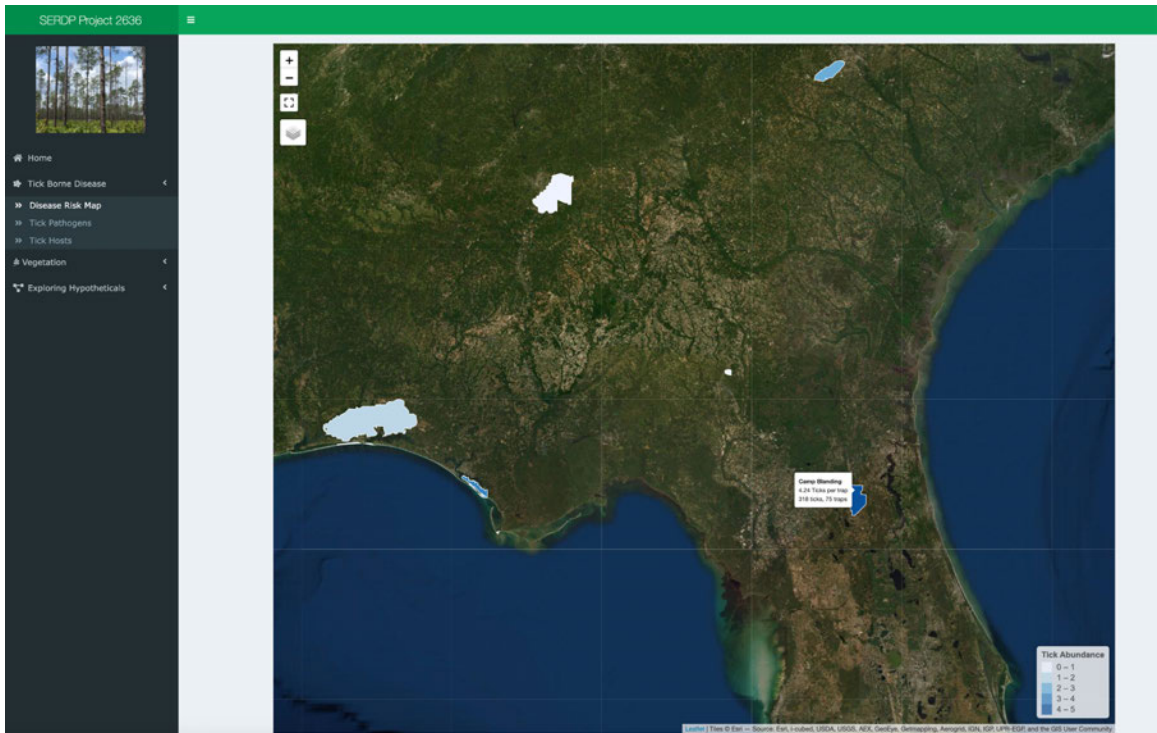 SERDP Project 2636
Home
Tick Borne Disease
Disease Risk Map
Tick Pathogens
Tick Hosts
Vegetation
Exploring Hypotheticals
+
−
Camp Blanding
4.24 Ticks per trap
318 ticks, 75 traps
Tick Abundance
0 – 1
1 – 2
2 – 3
3 – 4
4 – 5
Leaflet | Tiles © Esri — Source: Esri, i-cubed, USDA, USGS, AEX, GeoEye, Getmapping, Aerogrid, IGN, IGP, UPR-EGP, and the GIS User Community